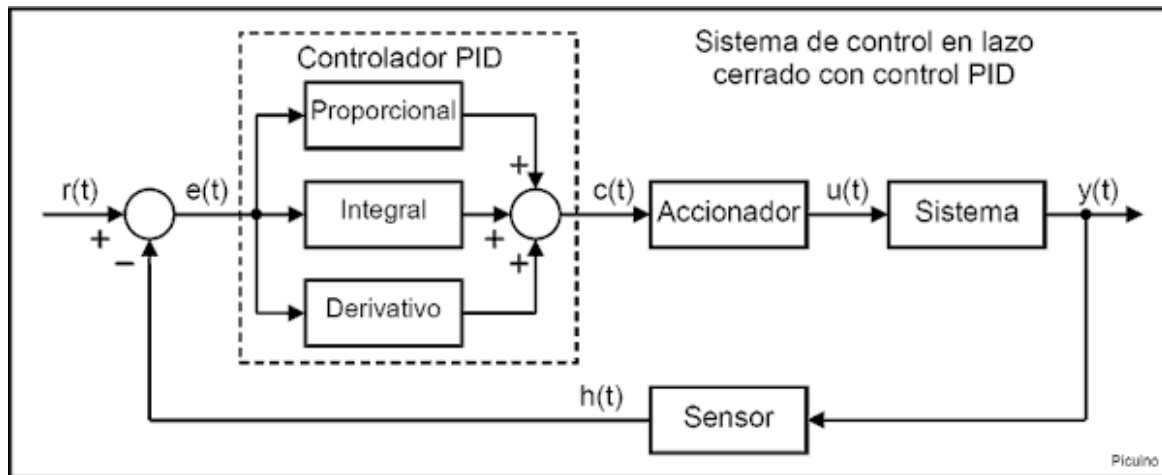 Controlador PID
Sistema de control en lazo
cerrado con control PID
Proporcional
+
r(t)
e(t)
Integral
c(t)
Accionador
u(t)
Sistema
y(t)
+
+
−
+
Derivativo
h(t)
Sensor
Picuino